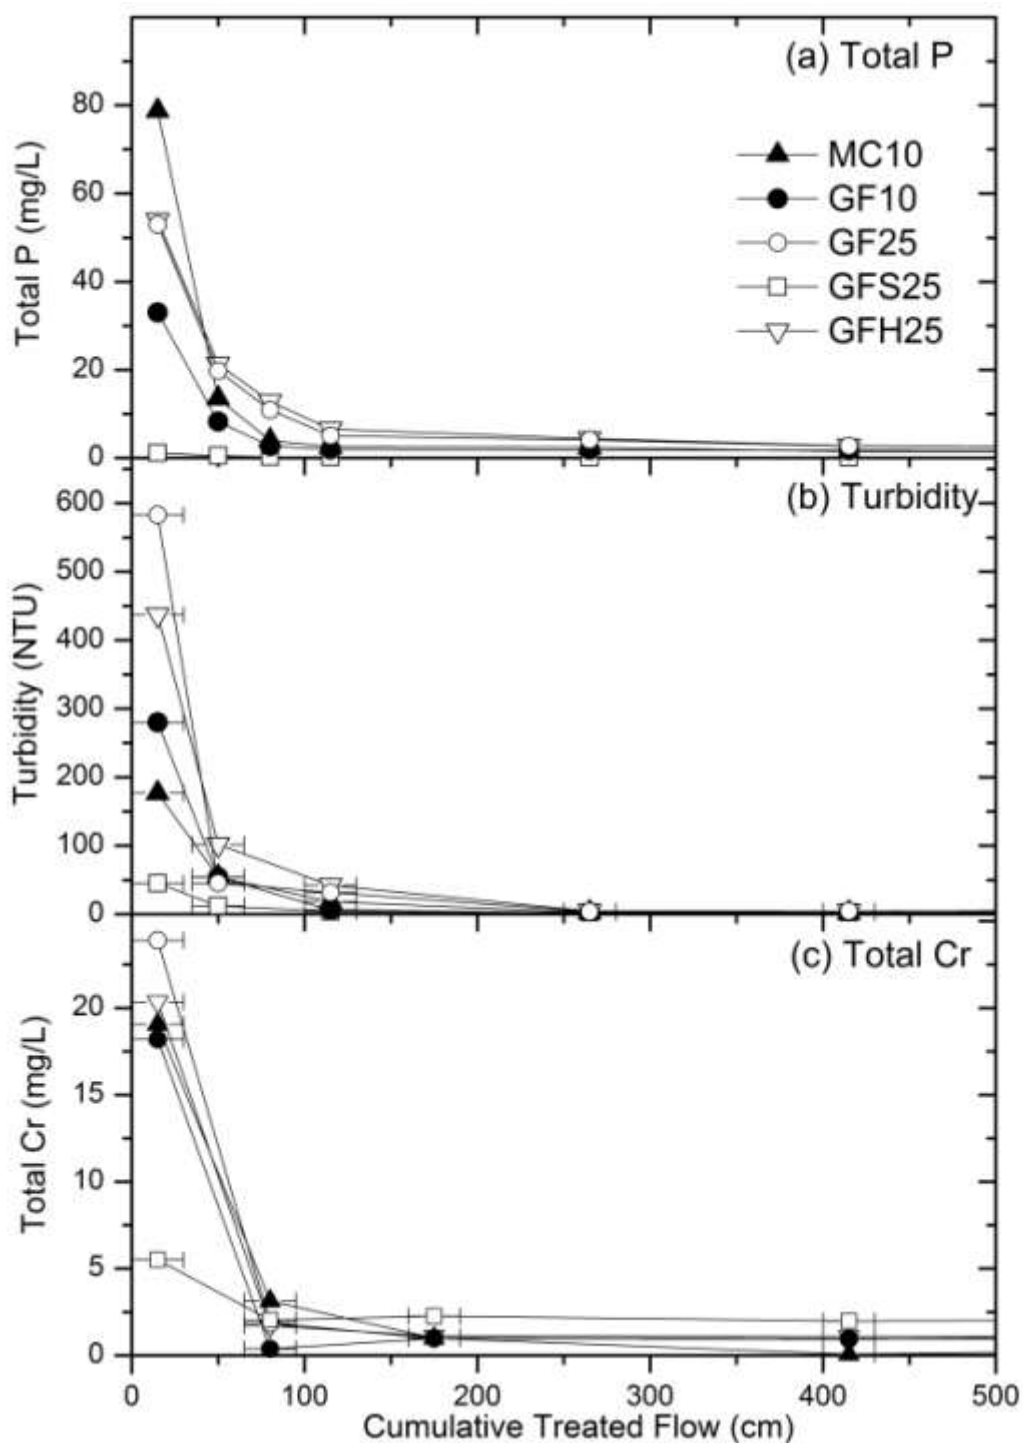 (a) Total P
80
60
40
20
0
Total P (mg/L)
MC10
GF10
GF25
GFS25
GFH25
(b) Turbidity
600
500
400
300
200
100
0
Turbidity (NTU)
(c) Total Cr
20
15
10
5
0
Total Cr (mg/L)
0 100 200 300 400 500
Cumulative Treated Flow (cm)